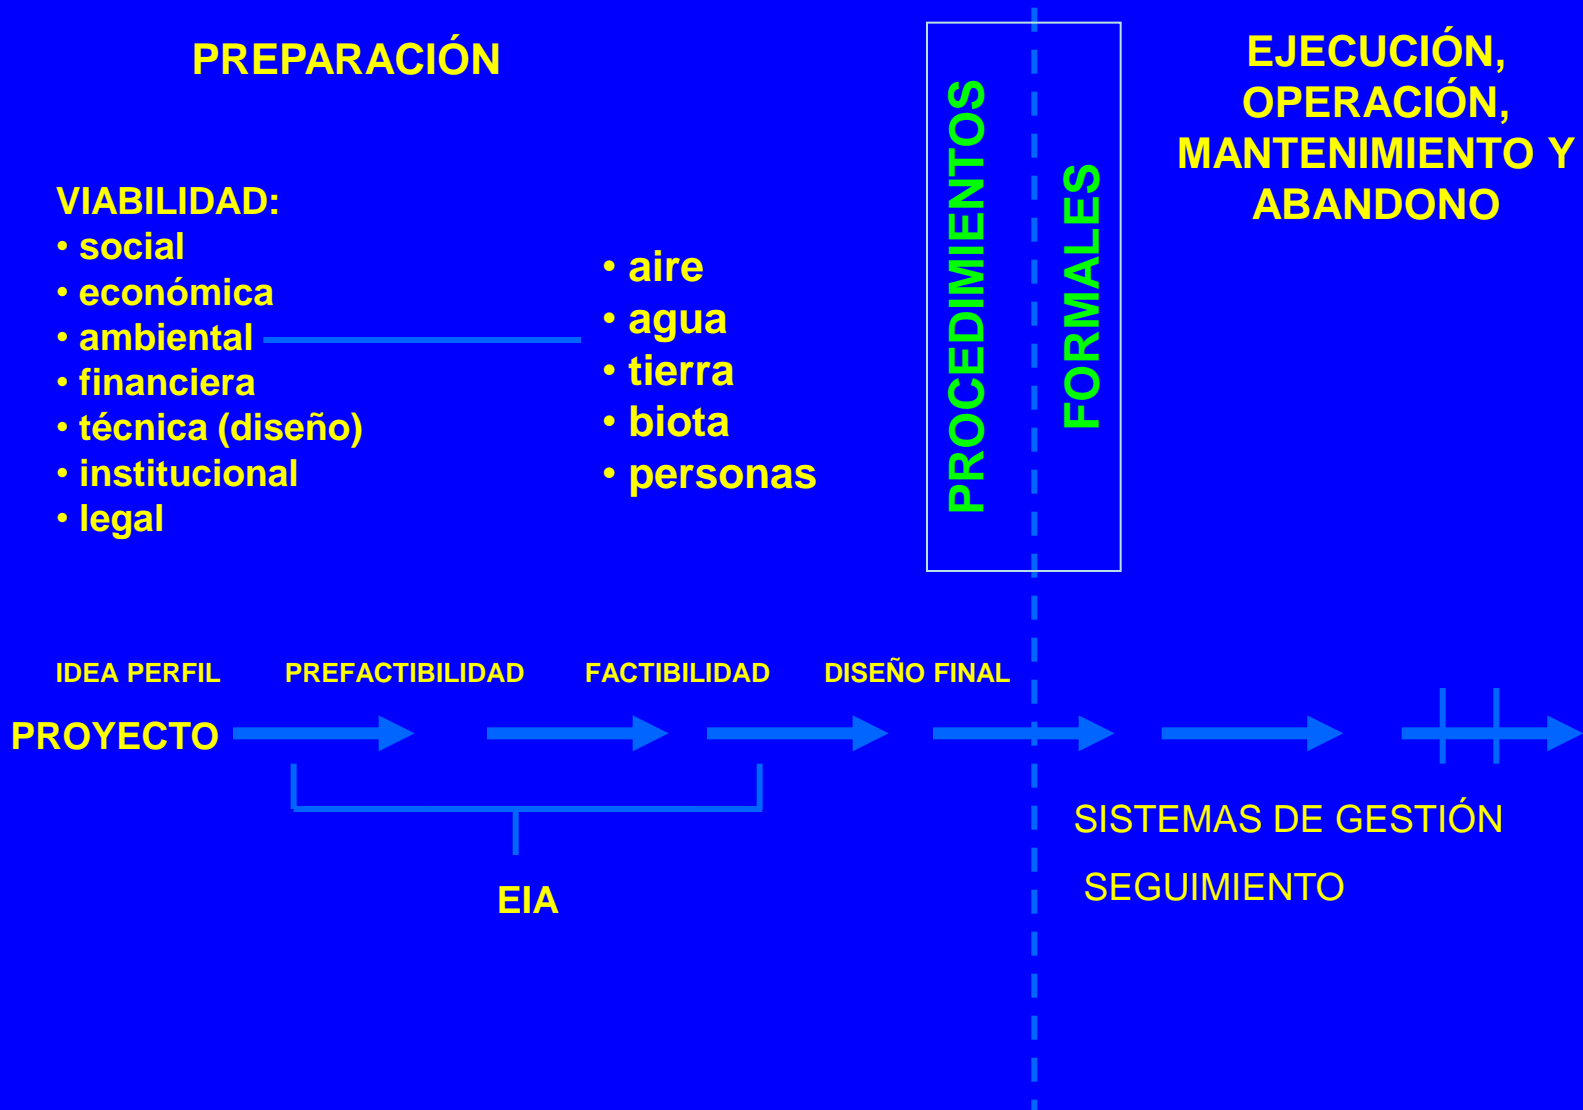 PREPARACIÓN
VIABILIDAD:
• social
• económica
• ambiental
• financiera
• técnica (diseño)
• institucional
• legal
• aire
• agua
• tierra
• biota
• personas
PROCEDIMIENTOS
FORMALES
EJECUCIÓN,
OPERACIÓN,
MANTENIMIENTO Y
ABANDONO
IDEA PERFIL
PREFACTIBILIDAD
FACTIBILIDAD
DISEÑO FINAL
PROYECTO
EIA
SISTEMAS DE GESTIÓN
SEGUIMIENTO